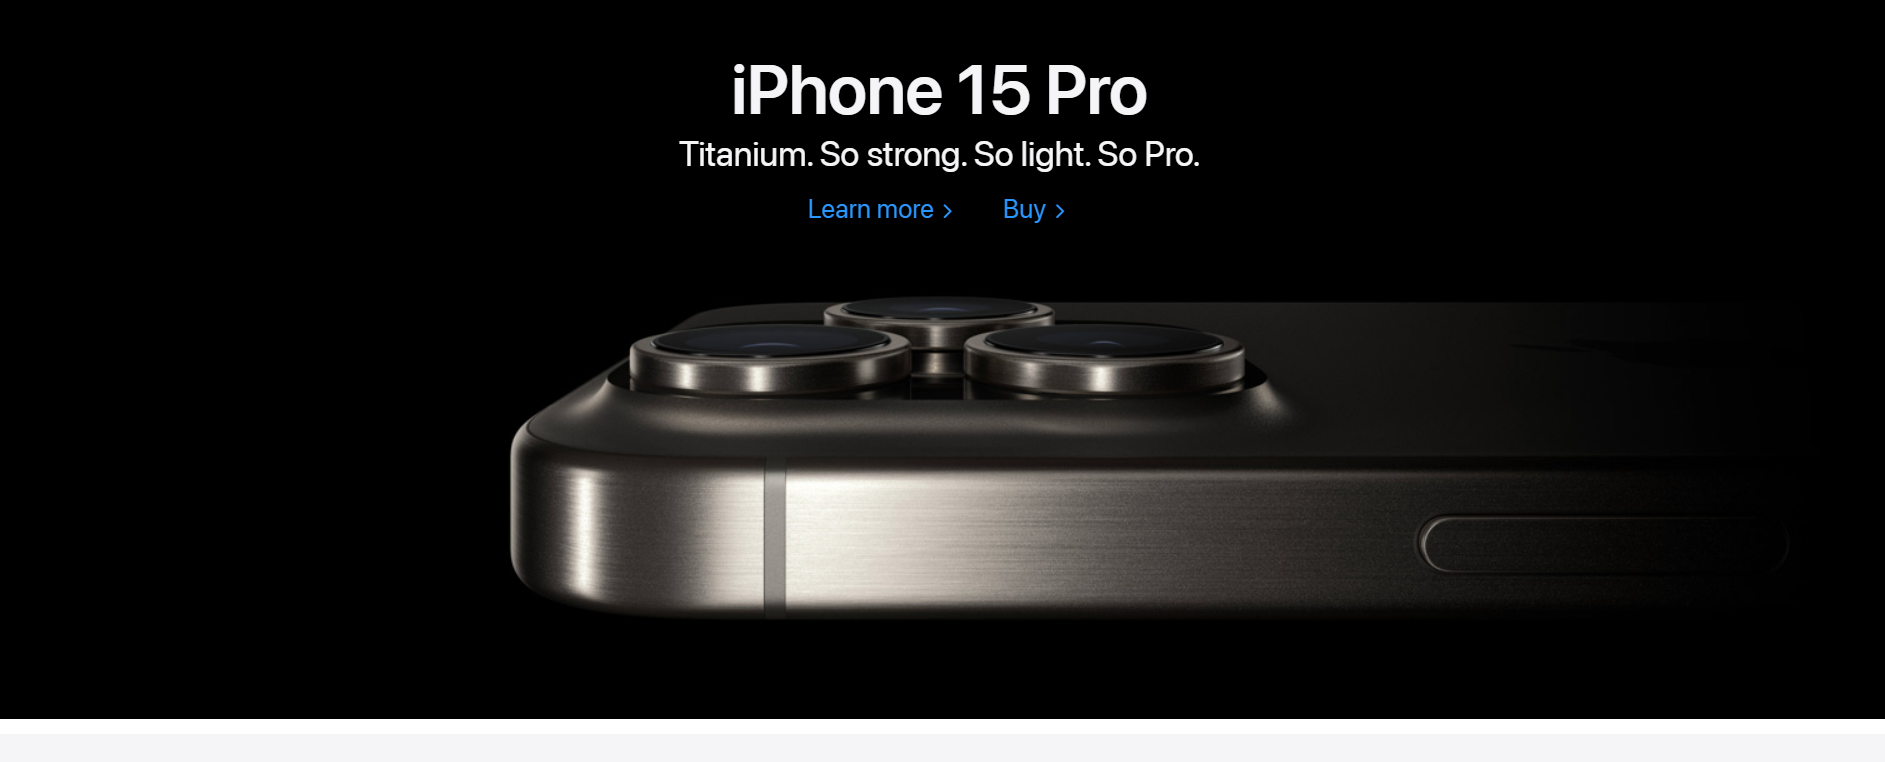 iPhone 15 Pro
Titanium. So strong. So light. So Pro.
Learn more > Buy >